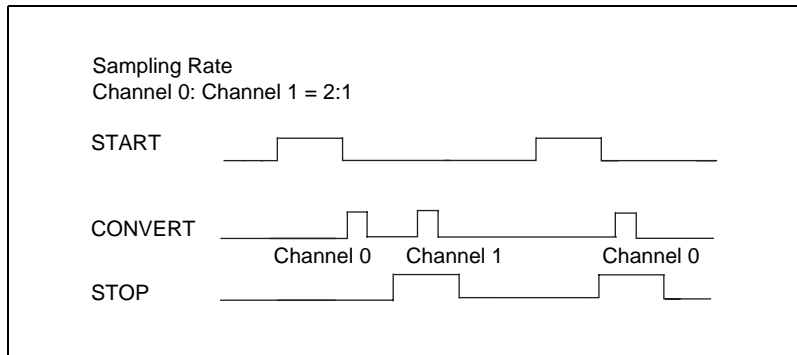 Sampling Rate
Channel 0: Channel 1 = 2:1
START
CONVERT
Channel 0 Channel 1 Channel 0
STOP